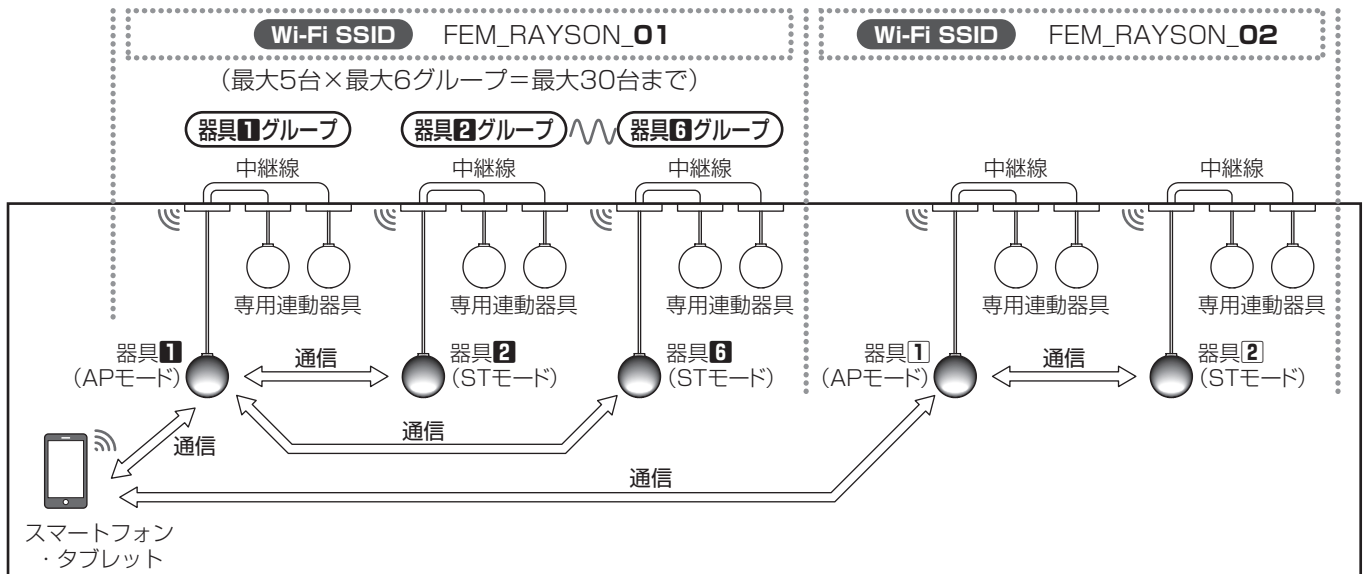 Wi-Fi SSID FEM_RAYSON_01
Wi-Fi SSID FEM_RAYSON_02
(最大5台×最大6グループ=最大30台まで)
器具1グループ
器具2グループ
器具6グループ
中継線
中継線
中継線
中継線
中継線
専用連動器具
専用連動器具
専用連動器具
専用連動器具
専用連動器具
器具1
(APモード)
通信
器具2
(STモード)
器具6
(STモード)
器具1
(APモード)
通信
器具2
(STモード)
通信
通信
通信
スマートフォン
・タブレット